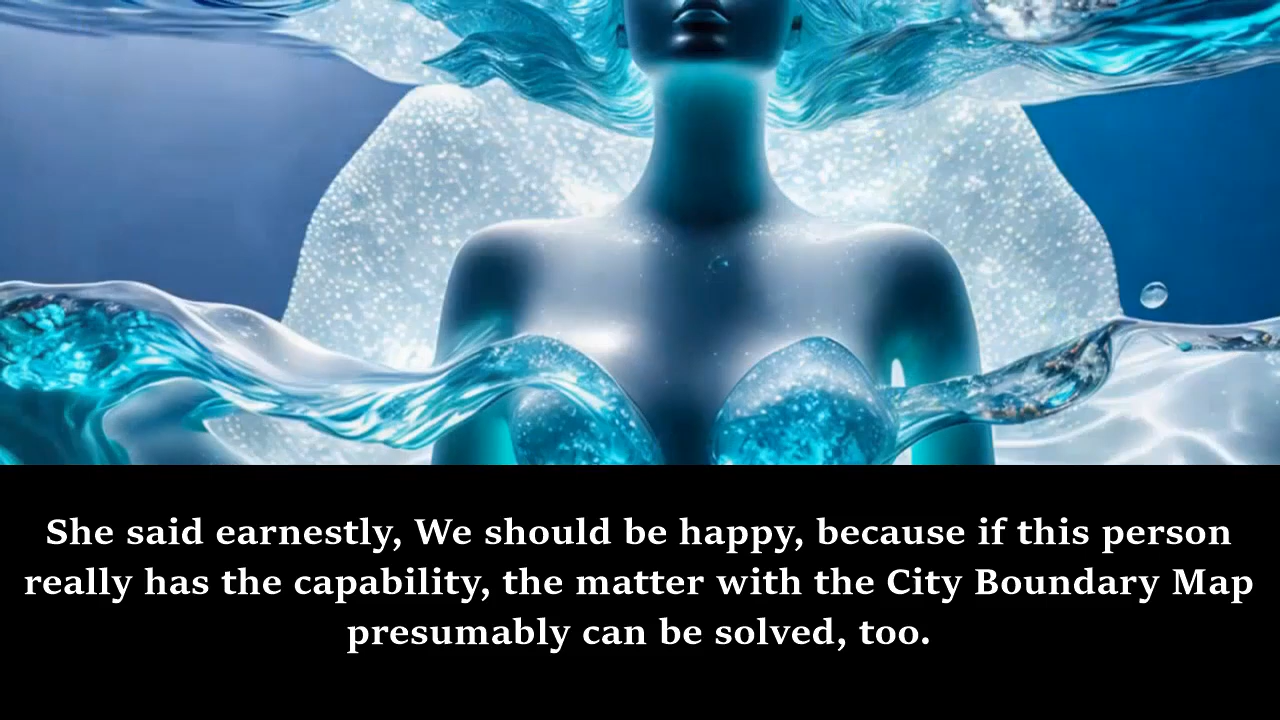 She said earnestly, We should be happy, because if this person
really has the capability, the matter with the City Boundary Map
presumably can be solved, too.